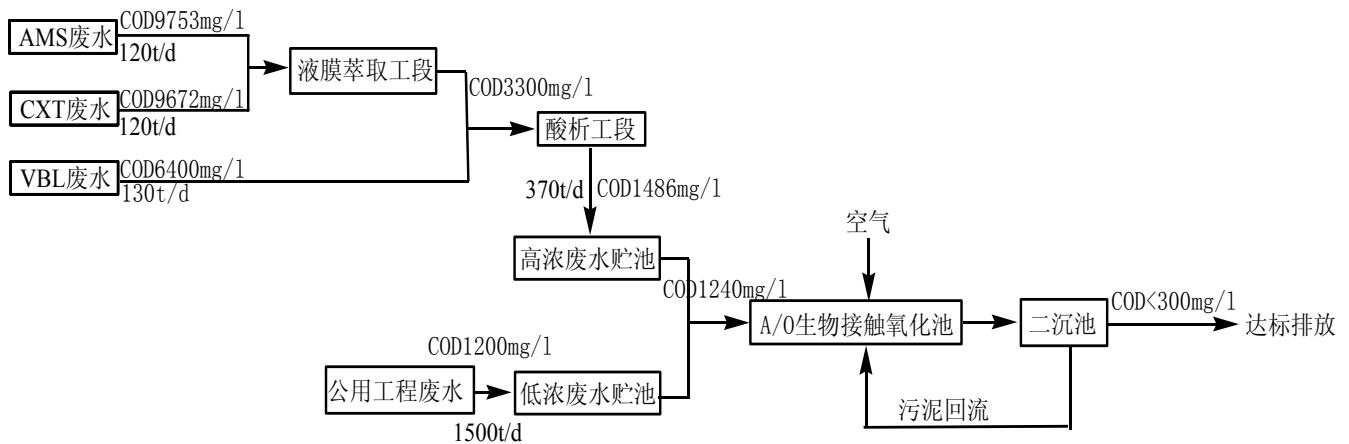 COD9753mg/l
AMS废水
120t/d
液膜萃取工段
COD9672mg/l
CXT废水
120t/d
COD3300mg/l
酸析工段
COD6400mg/l
VBL废水
130t/d
370t/d
COD1486mg/l
空气
高浓废水贮池
COD1240mg/l
A/O生物接触氧化池
二沉池
COD<300mg/l
达标排放
COD1200mg/l
公用工程废水
低浓废水贮池
1500t/d
污泥回流